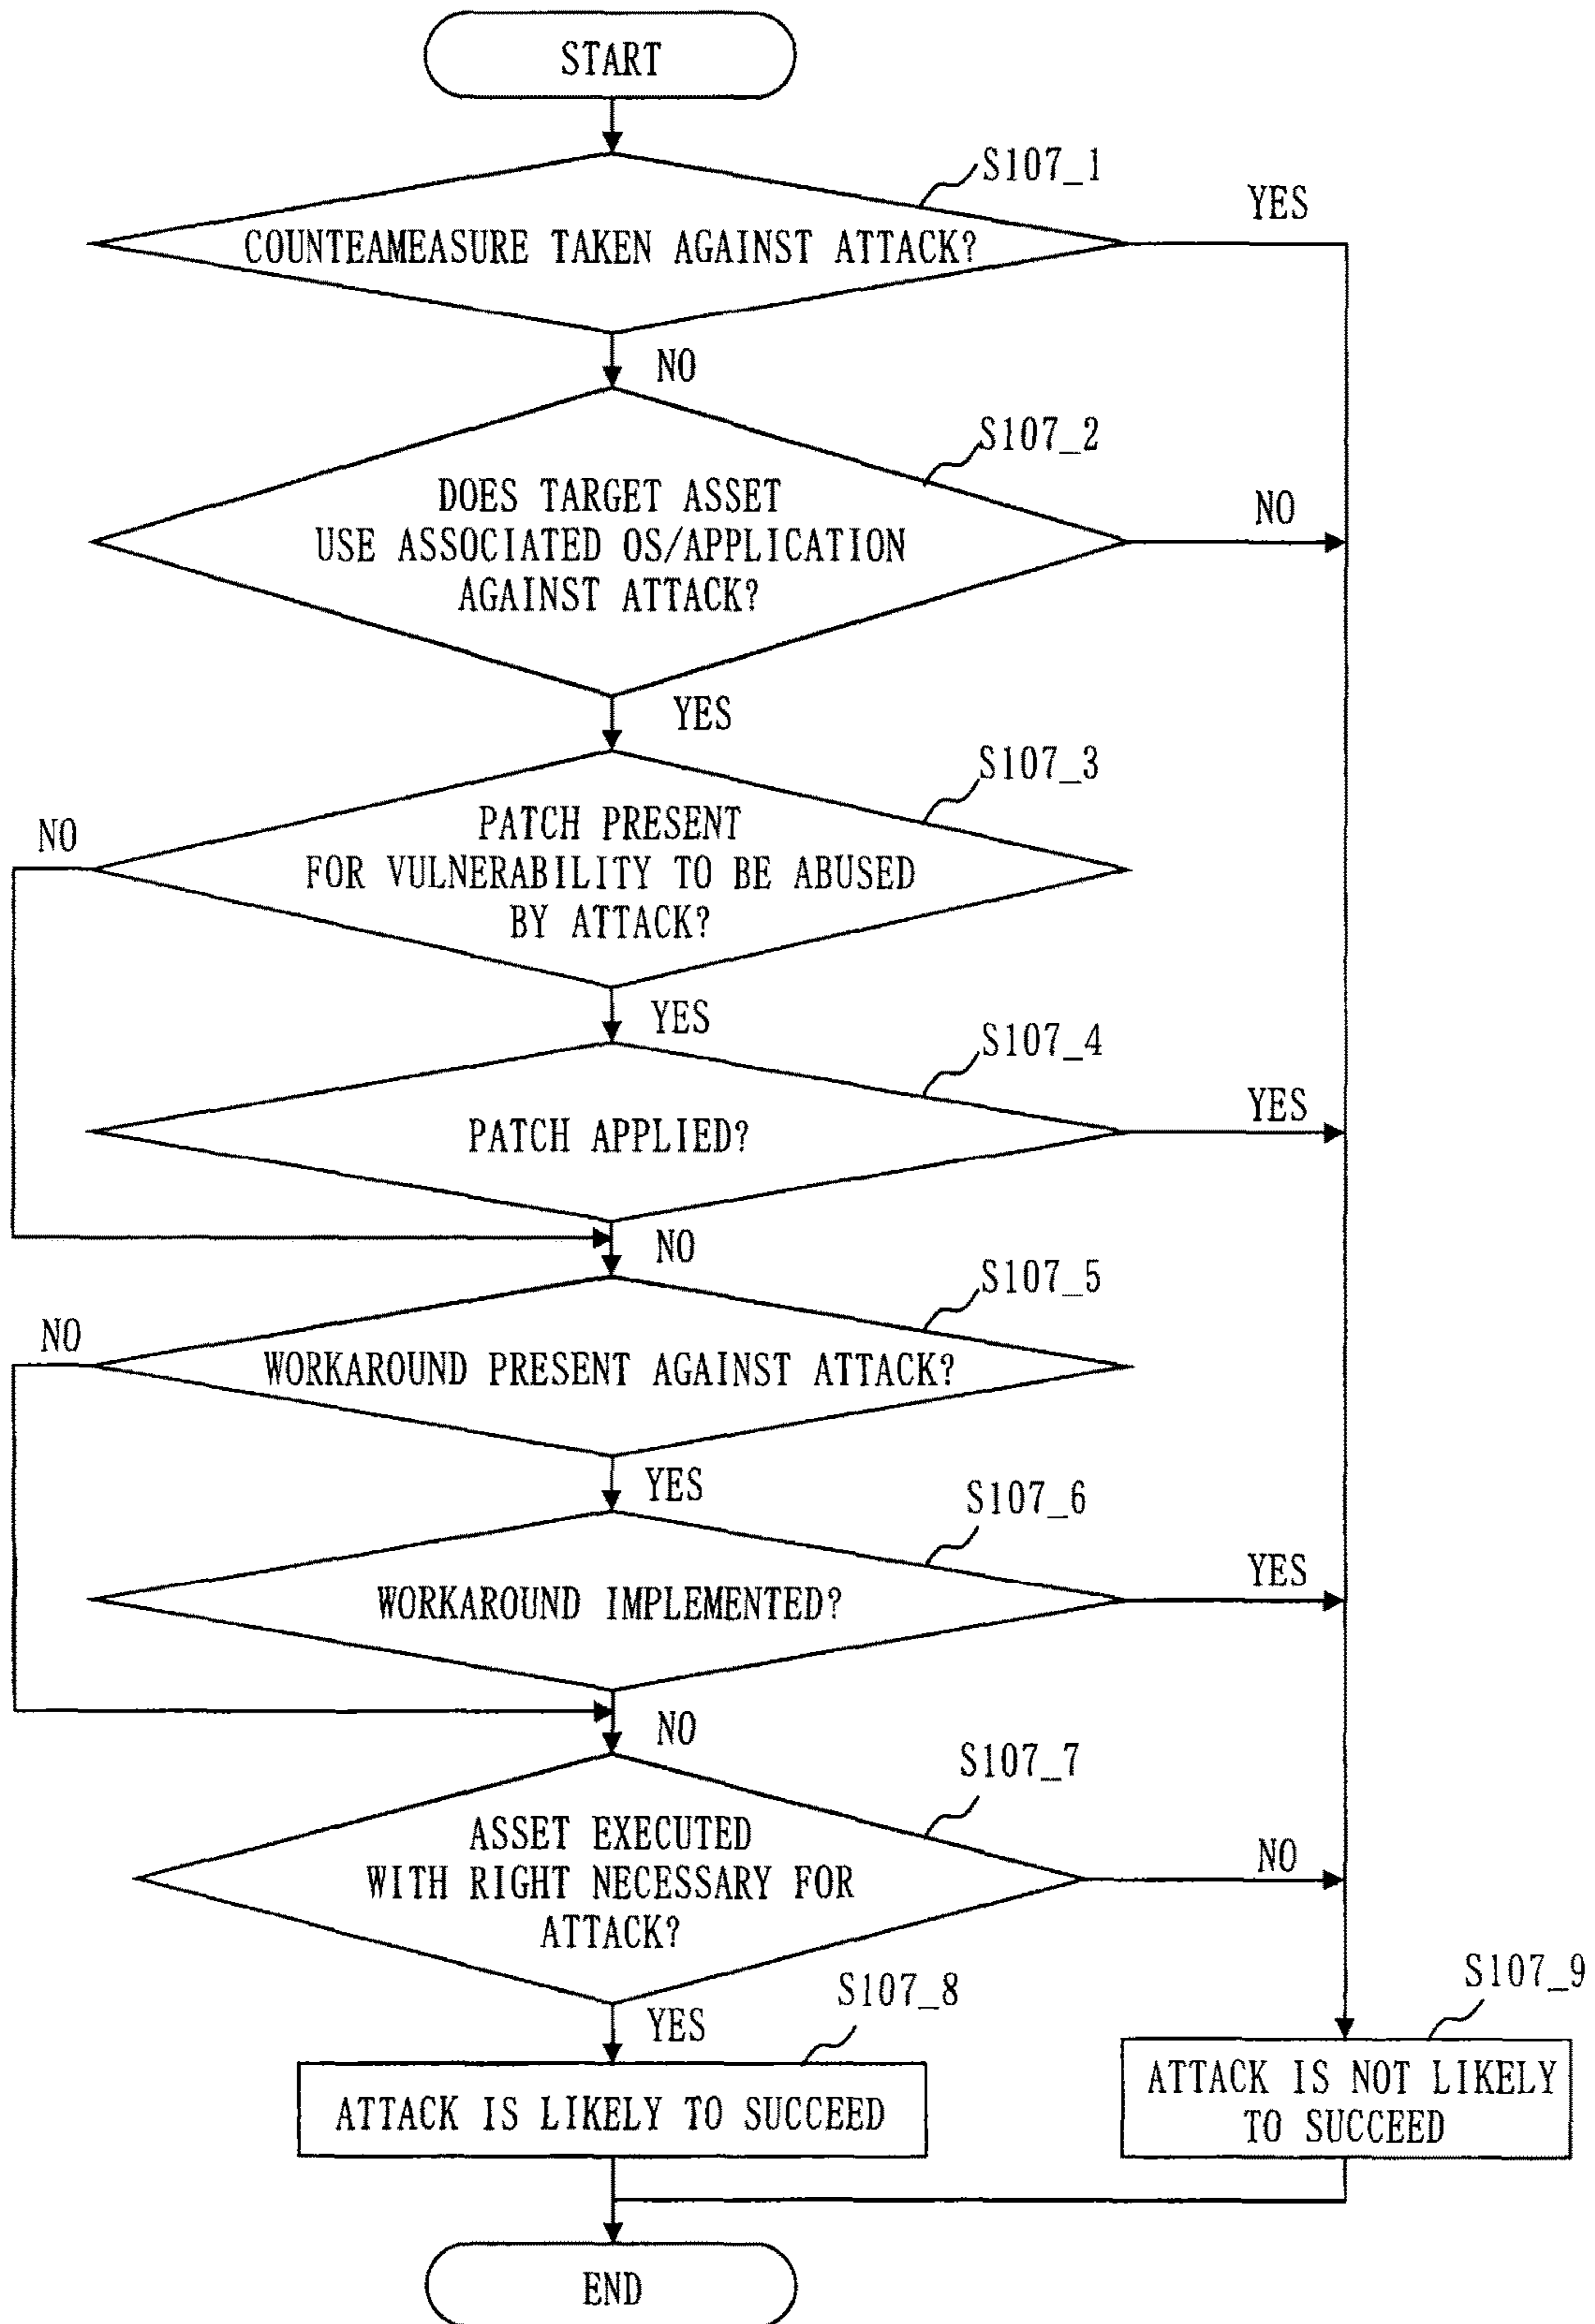 START
S107_1
YES
COUNTEAMEASURE TAKEN AGAINST ATTACK?
NO
S107_2
DOES TARGET ASSET
USE ASSOCIATED OS/APPLICATION
AGAINST ATTACK?
NO
YES
S107_3
PATCH PRESENT
FOR VULNERABILITY TO BE ABUSED
BY ATTACK?
NO
YES
S107_4
PATCH APPLIED?
YES
NO
S107_5
NO
WORKAROUND PRESENT AGAINST ATTACK?
YES
S107_6
WORKAROUND IMPLEMENTED?
YES
NO
S107_7
ASSET EXECUTED
WITH RIGHT NECESSARY FOR
ATTACK?
NO
YES
S107_8
S107_9
ATTACK IS LIKELY TO SUCCEED
ATTACK IS NOT LIKELY
TO SUCCEED
END